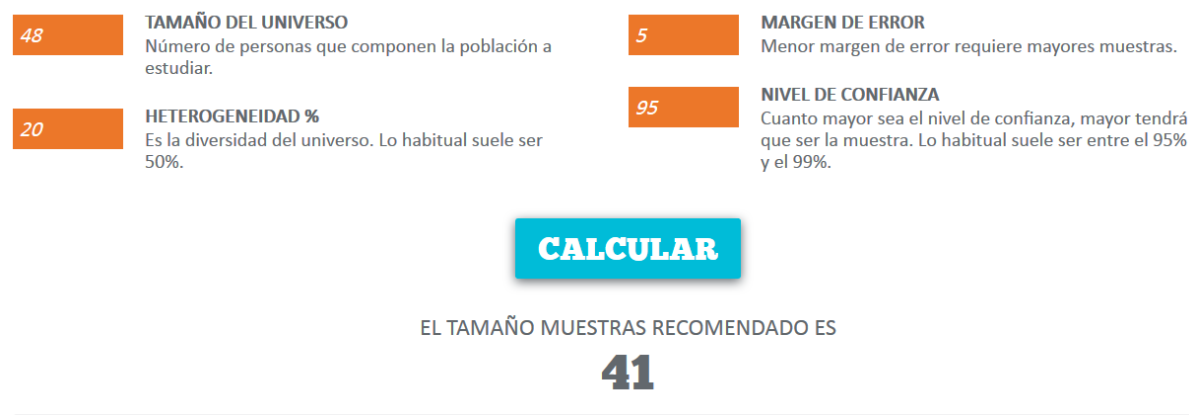 48
TAMAÑO DEL UNIVERSO
Número de personas que componen la población a
estudiar.
20
HETEROGENEIDAD %
Es la diversidad del universo. Lo habitual suele ser
50%.
5
MARGEN DE ERROR
Menor margen de error requiere mayores muestras.
95
NIVEL DE CONFIANZA
Cuanto mayor sea el nivel de confianza, mayor tendrá
que ser la muestra. Lo habitual suele ser entre el 95%
y el 99%.
CALCULAR
EL TAMAÑO MUESTRAS RECOMENDADO ES
41